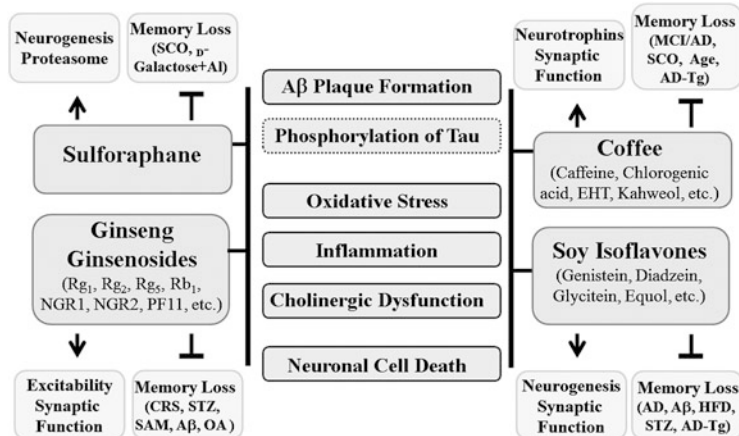 Neurogenesis
Proteasome
Memory Loss
(SCO, D-
Galactose+Al)
Sulforaphane
Ginseng
Ginsenosides
(Rg1, Rg2, Rg5, Rb1,
NGR1, NGR2, PF11, etc.)
Excitability
Synaptic
Function
Memory Loss
(CRS, STZ,
SAM, Aβ, OA )
Aβ Plaque Formation
Phosphorylation of Tau
Oxidative Stress
Inflammation
Cholinergic Dysfunction
Neuronal Cell Death
Neurotrophins
Synaptic
Function
Memory Loss
(MCI/AD,
SCO, Age,
AD-Tg)
Coffee
(Caffeine, Chlorogenic
acid, EHT, Kahweol, etc.)
Soy Isoflavones
(Genistein, Diadzein,
Glycitein, Equol, etc.)
Neurogenesis
Synaptic
Function
Memory Loss
(AD, Aβ, HFD,
STZ, AD-Tg)